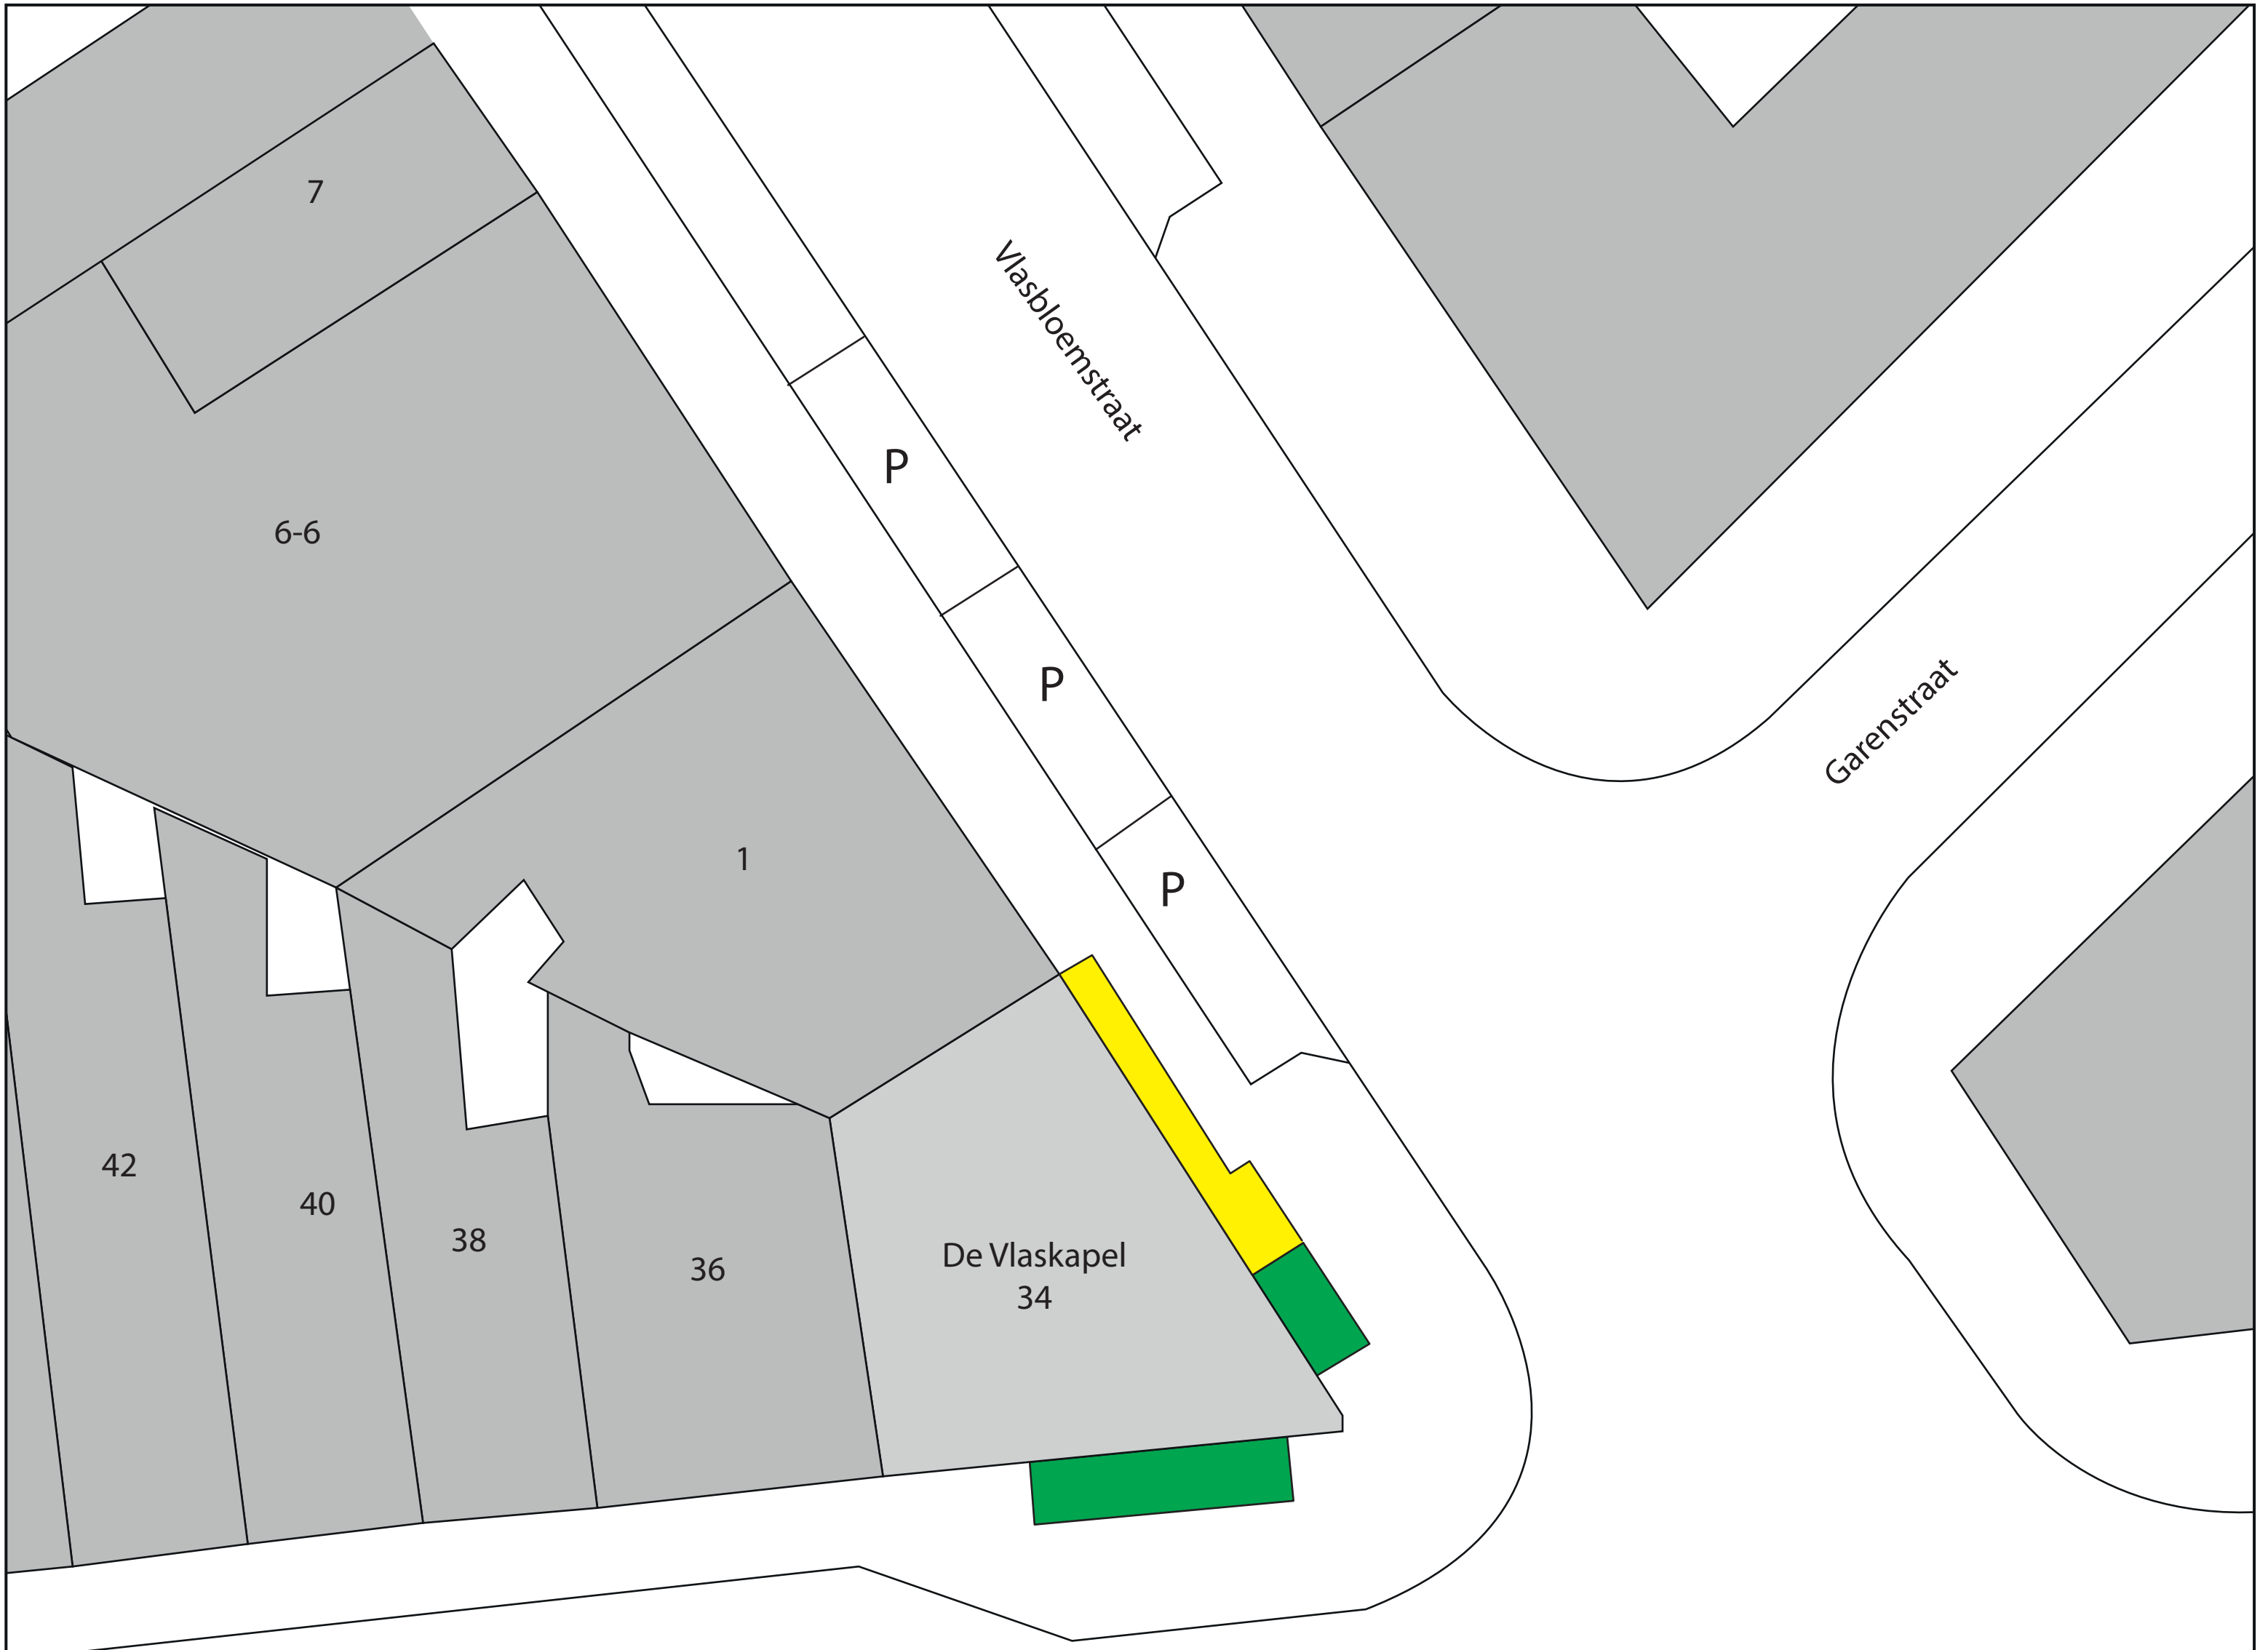 7
Vlasbloemstraat
P
6-6
P
Garenstraat
1
P
42
40
38
De Vlaskapel
34
36